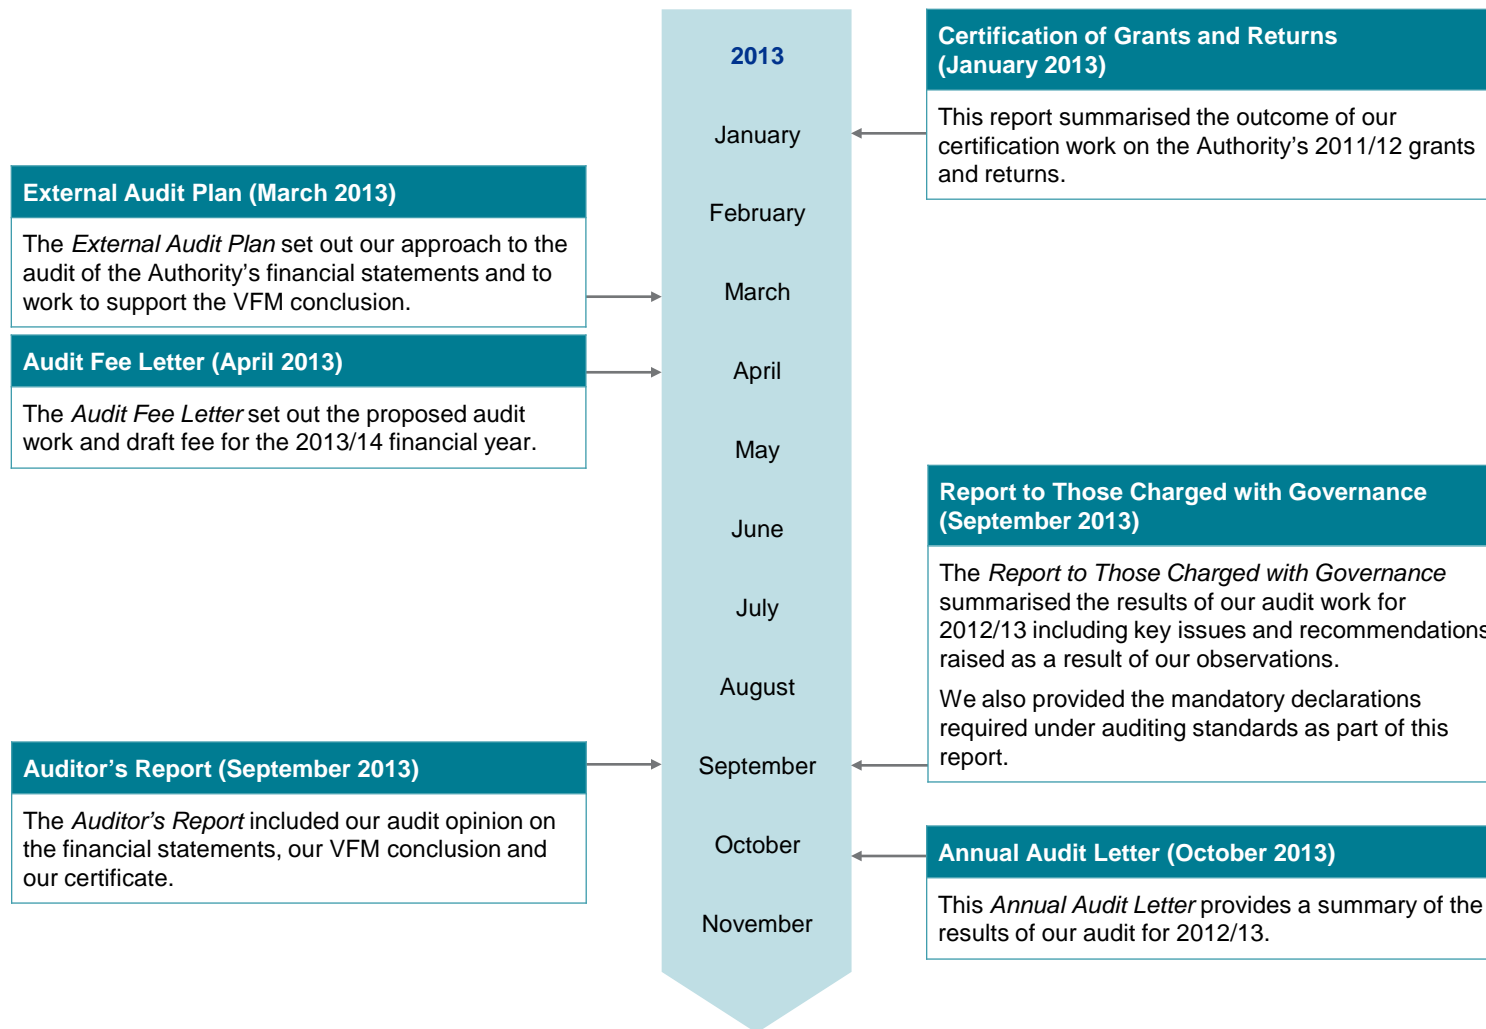 2013
January
February
March
April
May
June
July
August
September
October
November
External Audit Plan (March 2013)
The External Audit Plan set out our approach to the
audit of the Authority’s financial statements and to
work to support the VFM conclusion.
Audit Fee Letter (April 2013)
The Audit Fee Letter set out the proposed audit
work and draft fee for the 2013/14 financial year.
Auditor’s Report (September 2013)
The Auditor’s Report included our audit opinion on
the financial statements, our VFM conclusion and
our certificate.
Certification of Grants and Returns
(January 2013)
This report summarised the outcome of our
certification work on the Authority’s 2011/12 grants
and returns.
Report to Those Charged with Governance
(September 2013)
The Report to Those Charged with Governance
summarised the results of our audit work for
2012/13 including key issues and recommendations
raised as a result of our observations.
We also provided the mandatory declarations
required under auditing standards as part of this
report.
Annual Audit Letter (October 2013)
This Annual Audit Letter provides a summary of the
results of our audit for 2012/13.